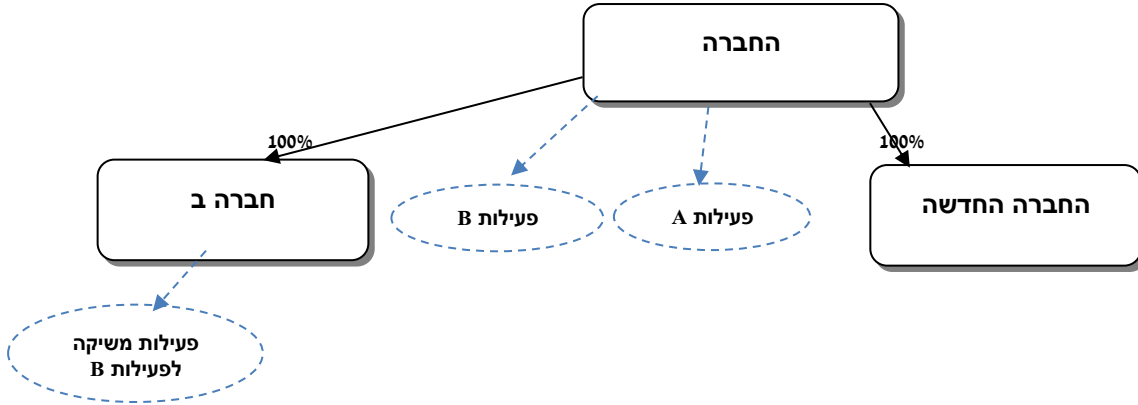 החברה
100%
100%
חברה ב
פעילות B
פעילות A
החברה החדשה
פעילות משיקה
לפעילות B